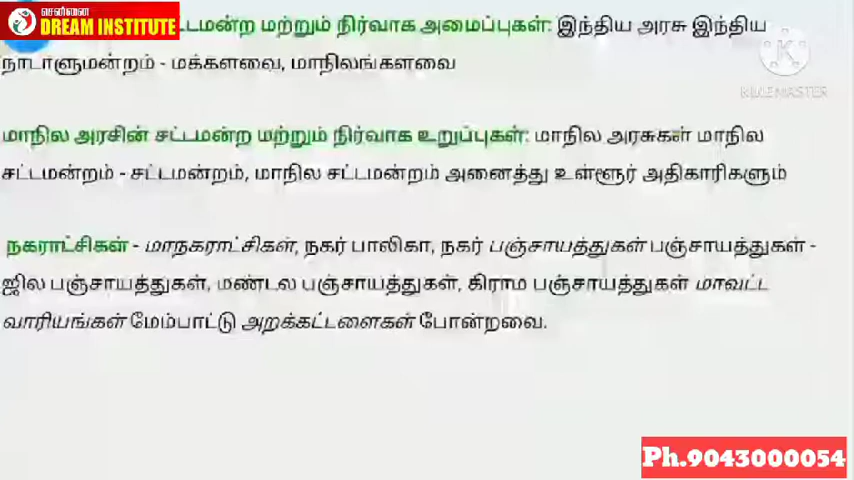 சென்னை
DREAM INSTITUTE
டமன்ற மற்றும் நிர்வாக அமைப்புகள்: இந்திய அரசு இந்திய
நாடாளுமன்றம் - மக்களவை, மாநிலங்களவை
KINEMASTER
மாநில அரசின் சட்டமன்ற மற்றும் நிர்வாக உறுப்புகள்: மாநில அரசுகள் மாநில
சட்டமன்றம் - சட்டமன்றம், மாநில சட்டமன்றம் அனைத்து உள்ளூர் அதிகாரிகளும்
நகராட்சிகள் - மாநகராட்சிகள், நகர் பாலிகா, நகர் பஞ்சாயத்துகள் பஞ்சாயத்துகள் -
ஜில பஞ்சாயத்துகள், மண்டல பஞ்சாயத்துகள், கிராம பஞ்சாயத்துகள் மாவட்ட
வாரியங்கள் மேம்பாட்டு அறக்கட்டளைகள் போன்றவை.
Ph.9043000054